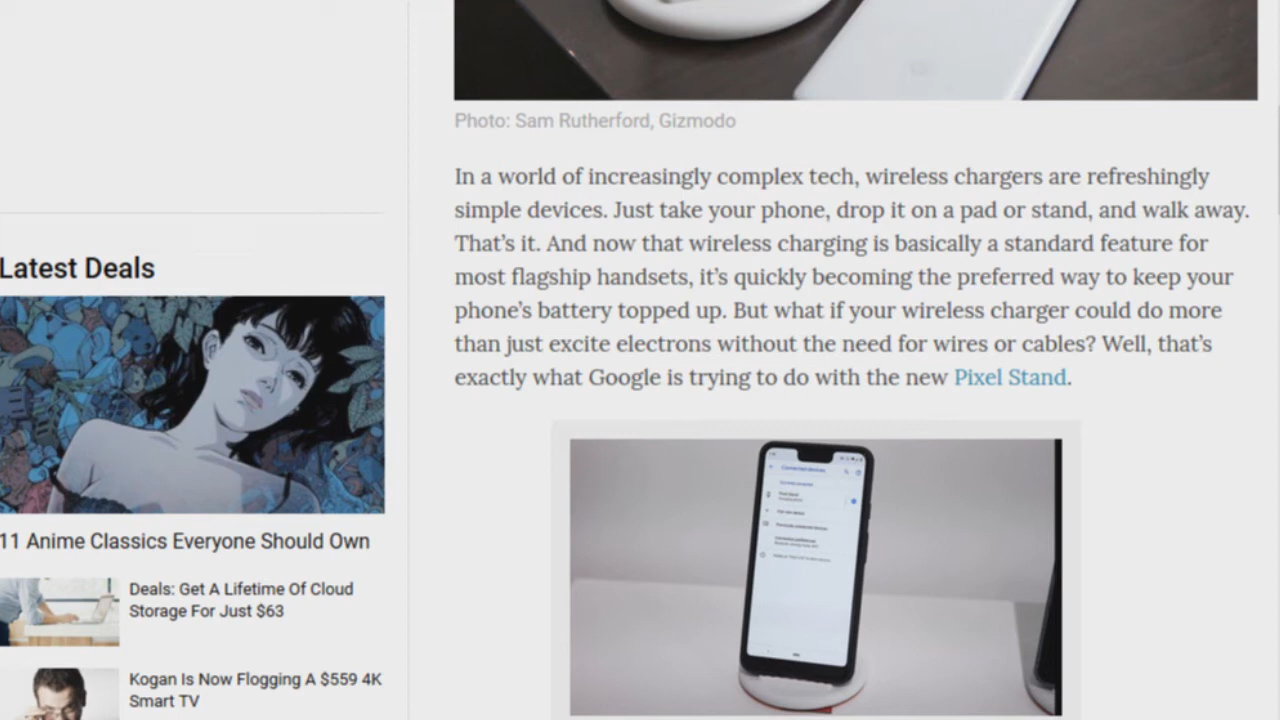 Photo: Sam Rutherford, Gizmodo
In a world of increasingly complex tech, wireless chargers are refreshingly
simple devices. Just take your phone, drop it on a pad or stand, and walk away.
That's it. And now that wireless charging is basically a standard feature for
most flagship handsets, it's quickly becoming the preferred way to keep your
phone's battery topped up. But what if your wireless charger could do more
than just excite electrons without the need for wires or cables? Well, that's
exactly what Google is trying to do with the new Pixel Stand.
Latest Deals
11 Anime Classics Everyone Should Own
Deals: Get A Lifetime Of Cloud
Storage For Just $63
Kogan Is Now Flogging A $559 4K
Smart TV
Connected devices